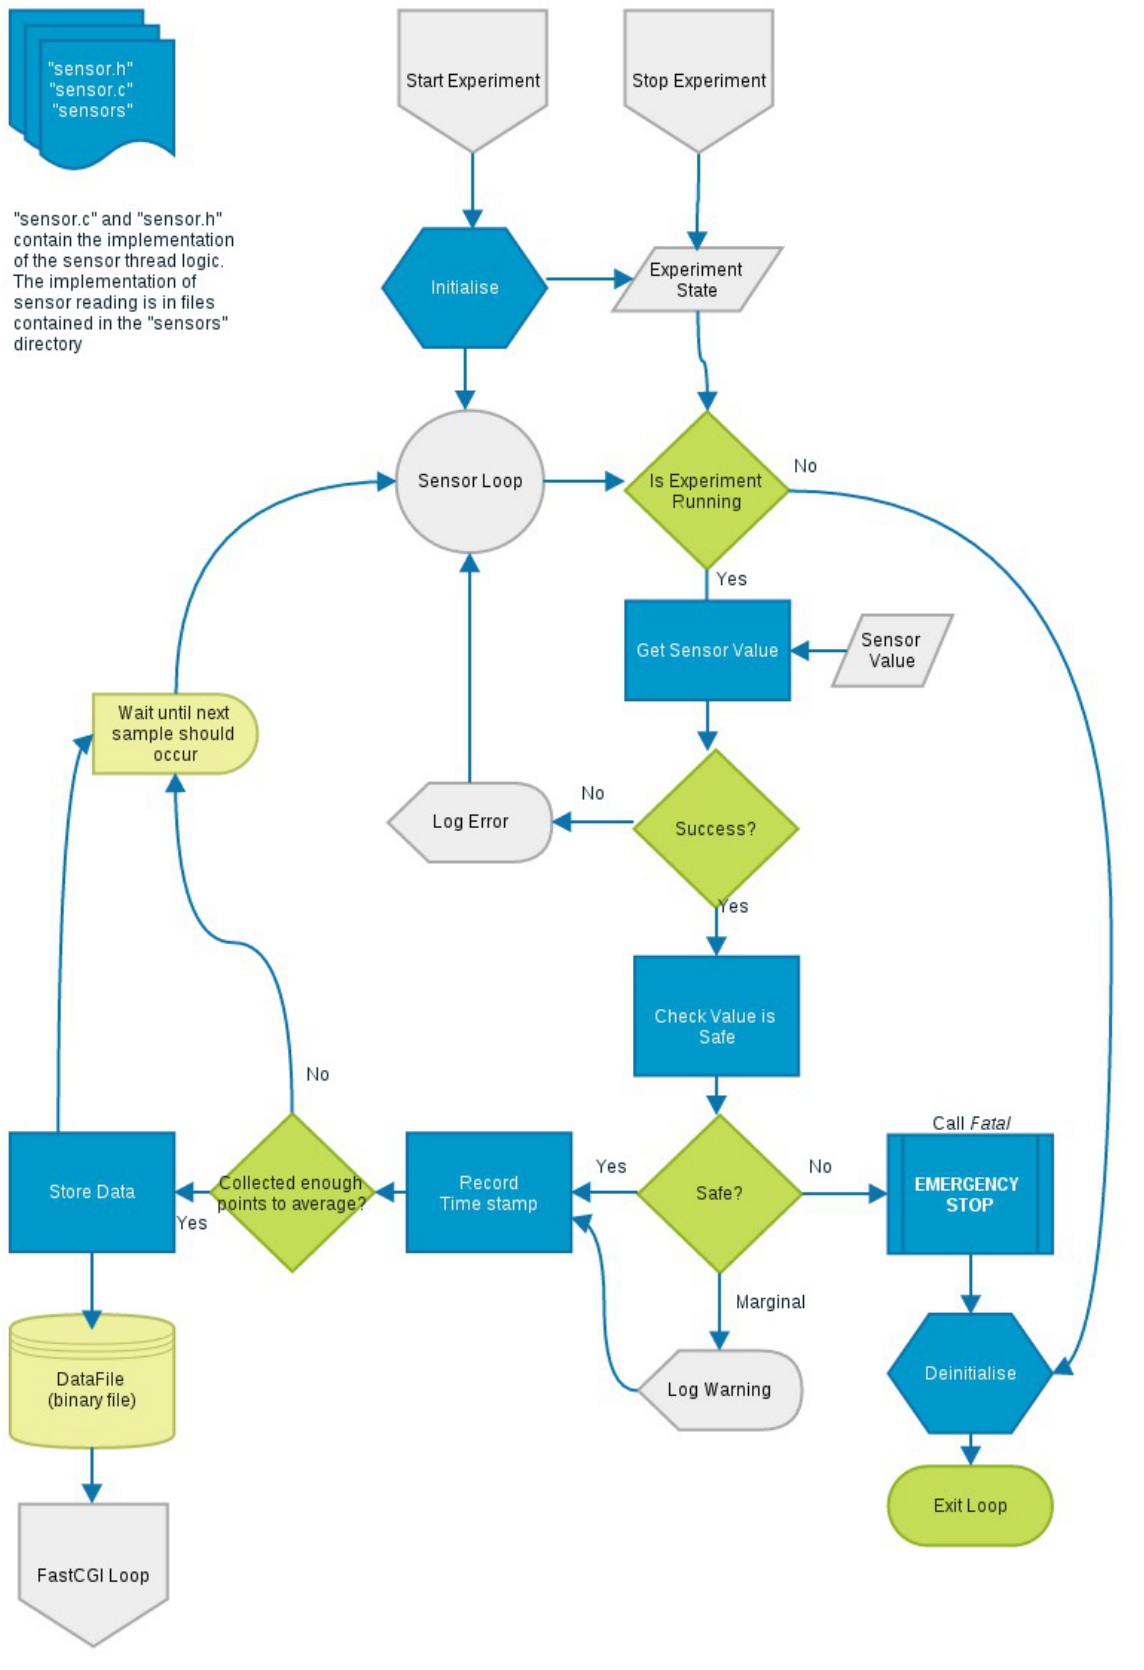 "sensor.h"
"sensor.c"
"sensors"
Start Experiment
Stop Experiment
"sensor.c" and "sensor.h"
contain the implementation
of the sensor thread logic.
The implementation of
sensor reading is in files
contained in the "sensors"
directory
Initialise
Experiment
State
Sensor Loop
Is Experiment
Running
No
Yes
Get Sensor Value
Sensor
Value
Wait until next
sample should
occur
Log Error
No
Success?
Yes
Check Value is
Safe
No
Call Fatal
Store Data
Yes
Collected enough
points to average?
Record
Time stamp
Yes
Safe?
No
EMERGENCY
STOP
Marginal
Log Warning
DataFile
(binary file)
Deinitialise
Exit Loop
FastCGI Loop